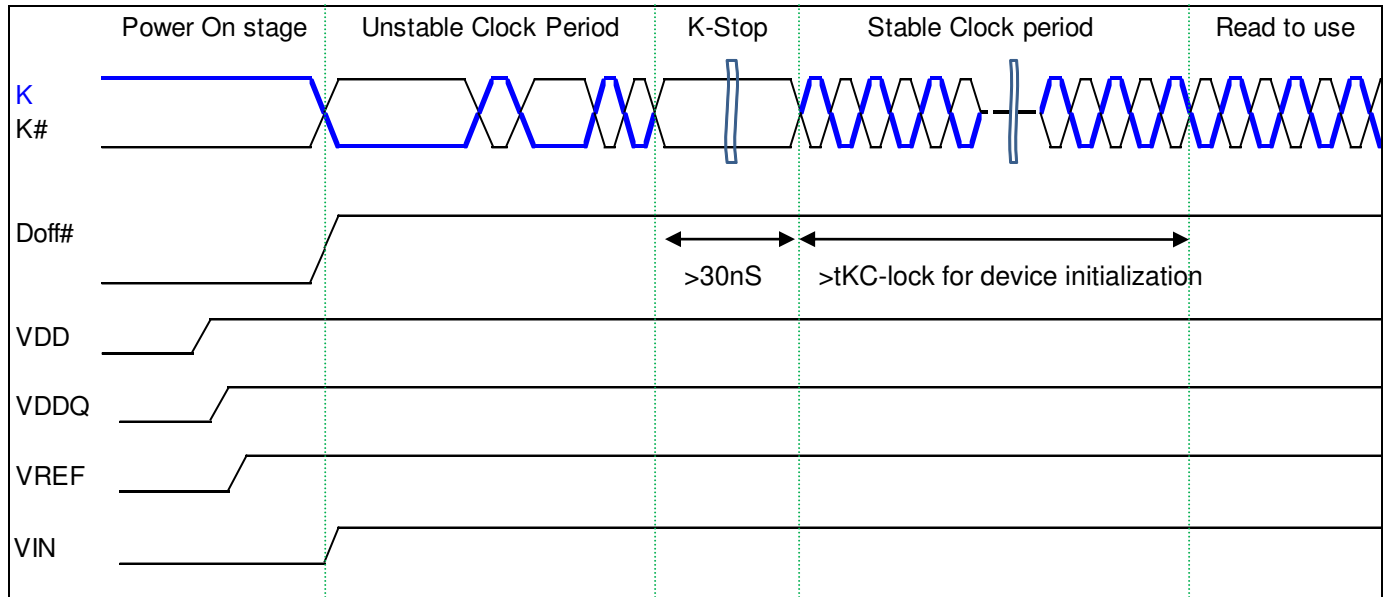 Power On stage
Unstable Clock Period
K-Stop
Stable Clock period
Read to use
K
K#
Doff#
>30nS
>tKC-lock for device initialization
VDD
VDDQ
VREF
VIN